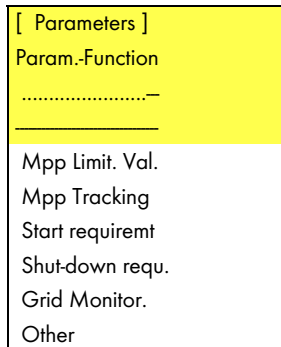 [ Parameters ]
Param.-Function
.......................---
--------------------------------
Mpp Limit. Val.
Mpp Tracking
Start requiremt
Shut-down requ.
Grid Monitor.
Other